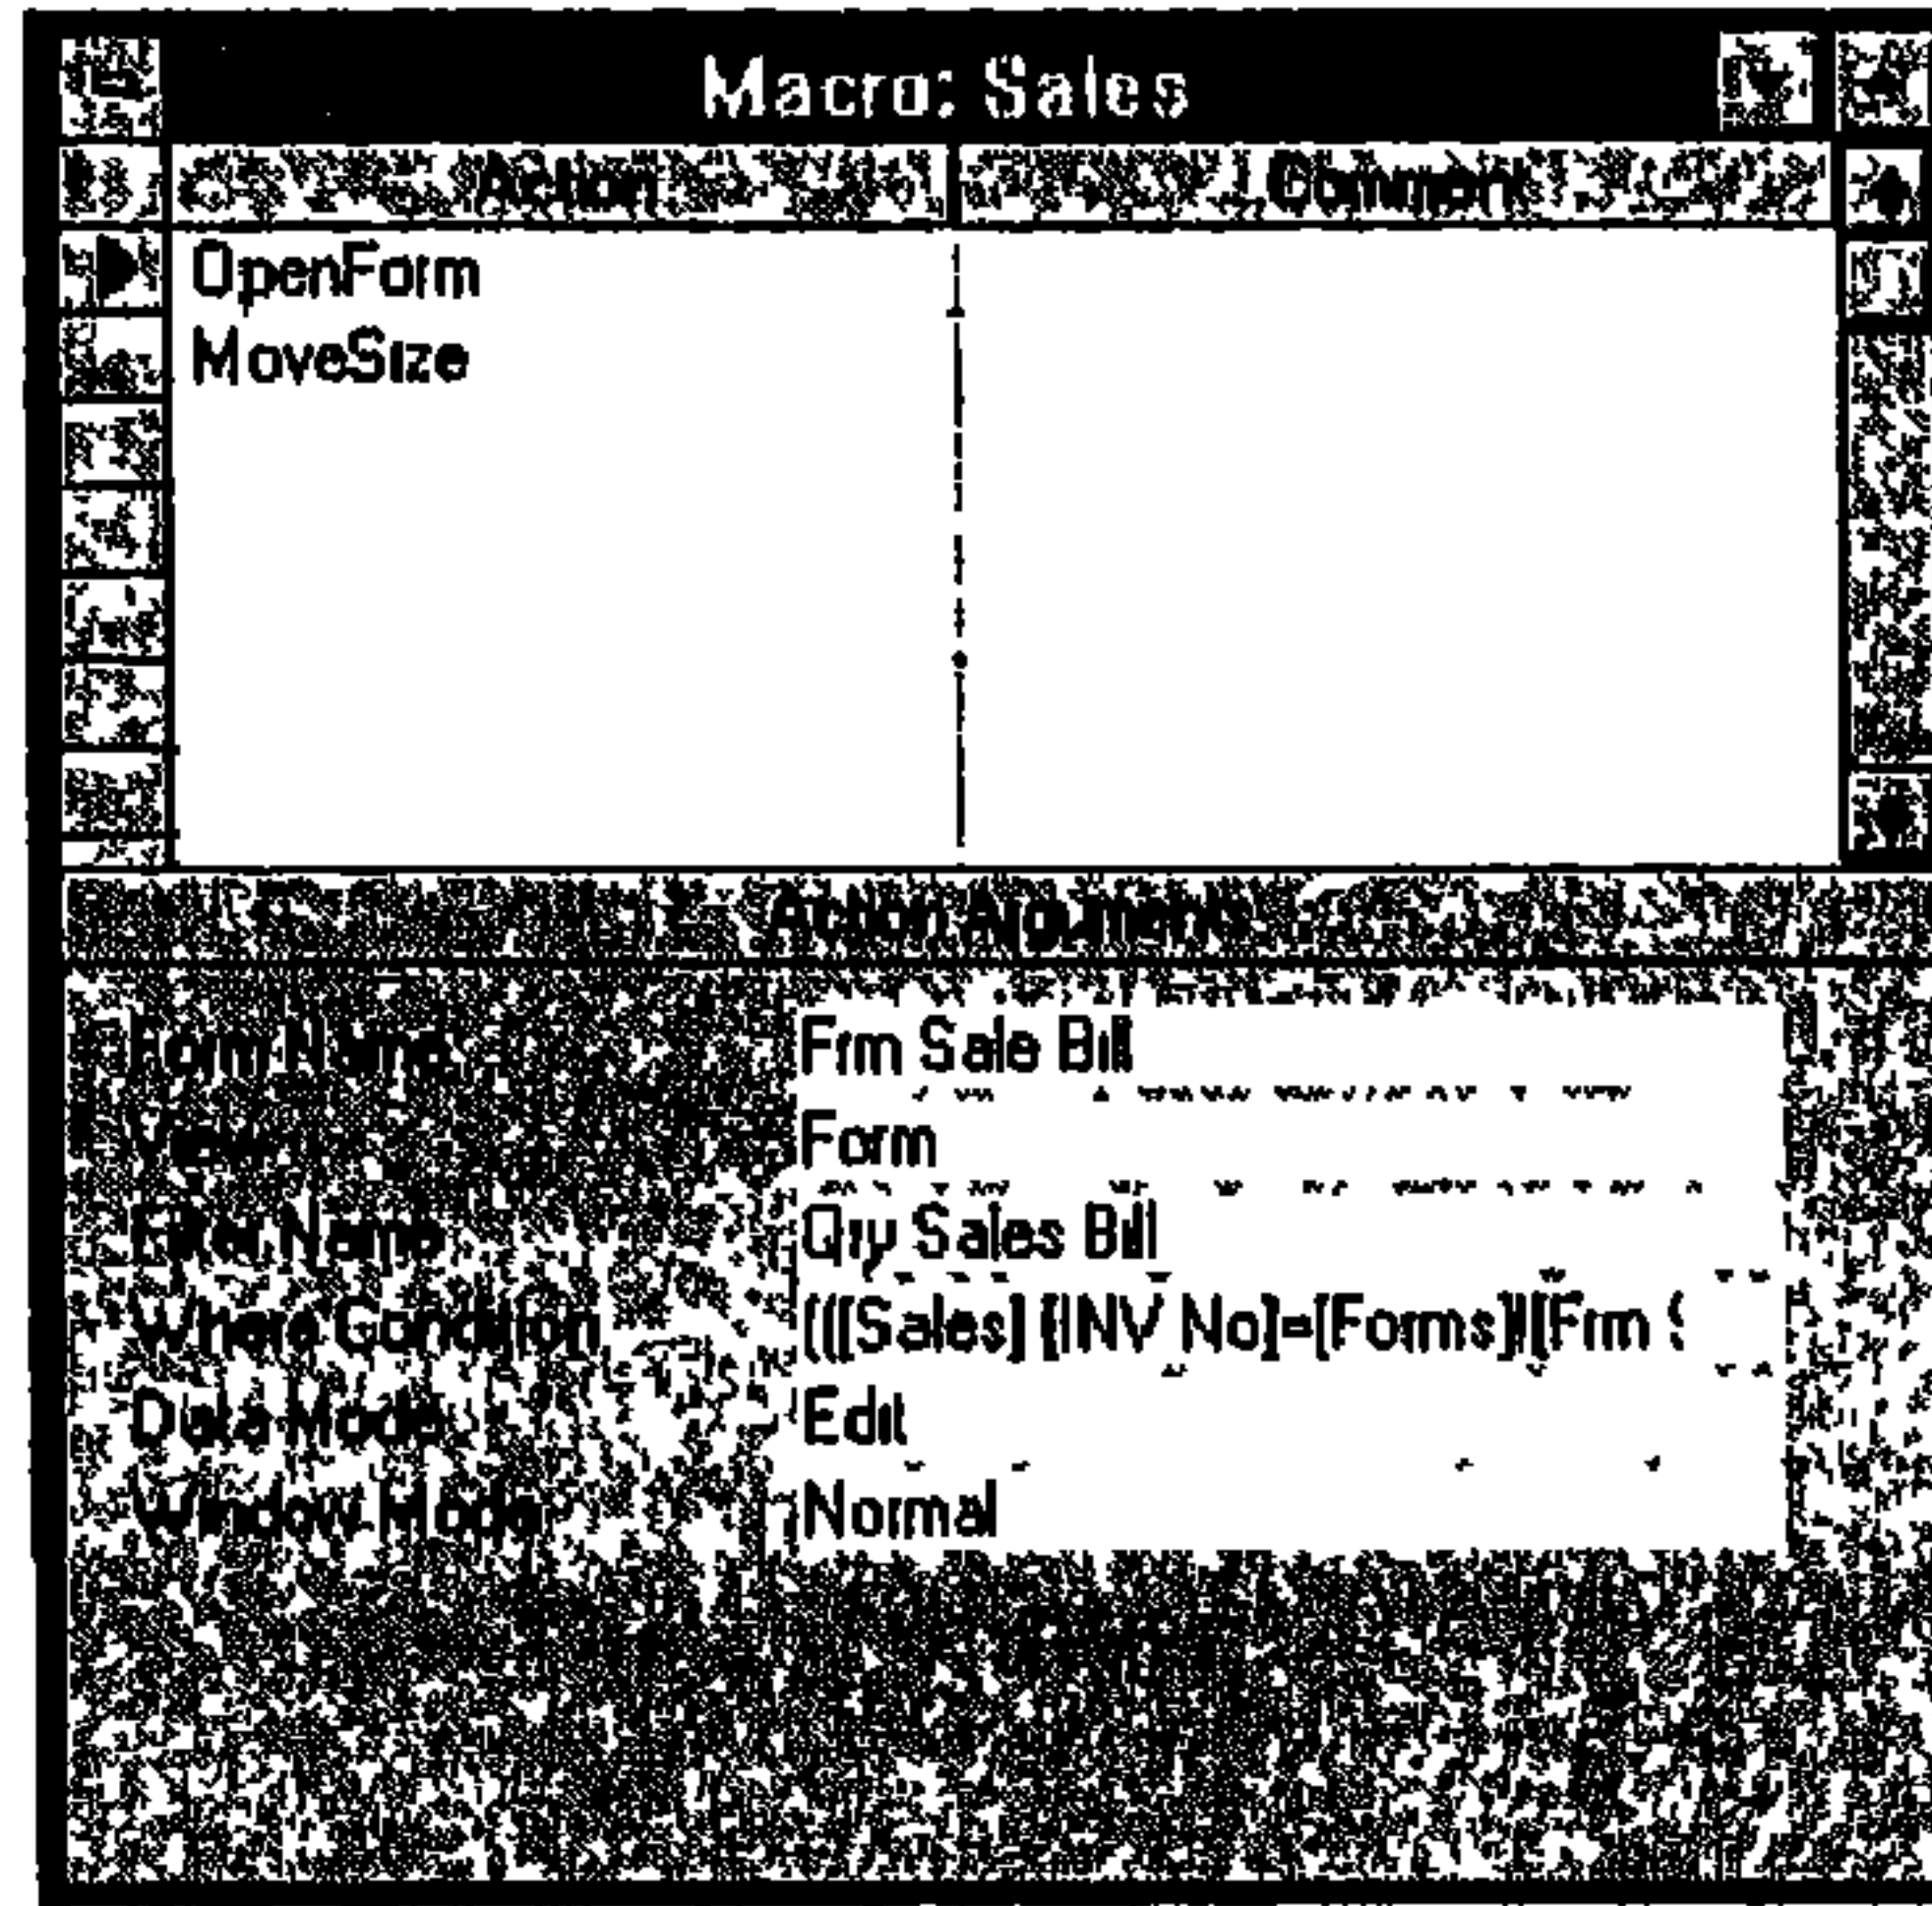 Macro: Sales
Action Comment
OpenForm
MoveSize
Action Arguments
Form Name Frm Sale Bill
View Form
Filter Name Qry Sales Bill
Where Condition (([Sales] [INV No]=[Forms]![Frm S
Data Mode Edit
Window Mode Normal